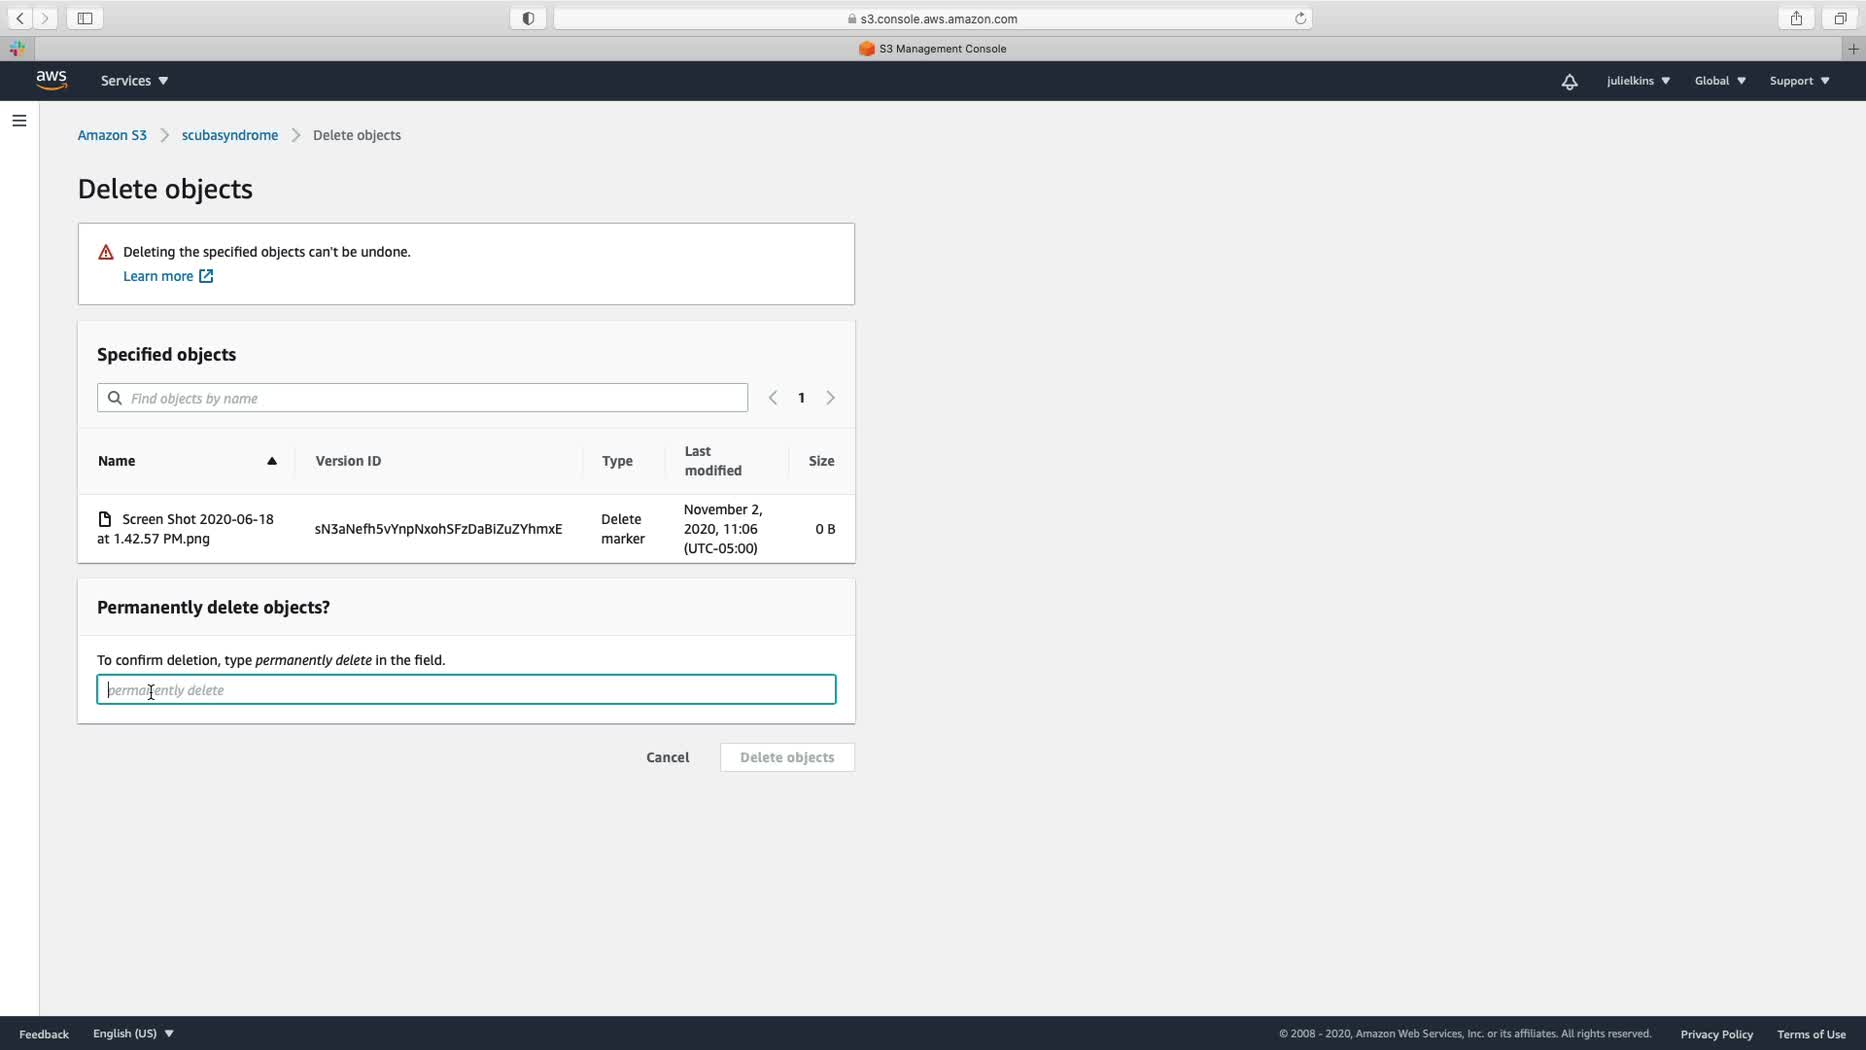 s3.console.aws.amazon.com
S3 Management Console
aws
Services
julielkins
Global
Support
Amazon S3
scubasyndrome
Delete objects
Delete objects
Deleting the specified objects can't be undone.
Learn more
Specified objects
Find objects by name
1
Name
Version ID
Type
Last
modified
Size
Screen Shot 2020-06-18
at 1.42.57 PM.png
sN3aNefh5vYnpNxohSFzDaBiZuZYhmxE
Delete
marker
November 2,
2020, 11:06
(UTC-05:00)
0 B
Permanently delete objects?
To confirm deletion, type permanently delete in the field.
permanently delete
Cancel
Delete objects
Feedback
English (US)
© 2008 - 2020, Amazon Web Services, Inc. or its affiliates. All rights reserved.
Privacy Policy
Terms of Use